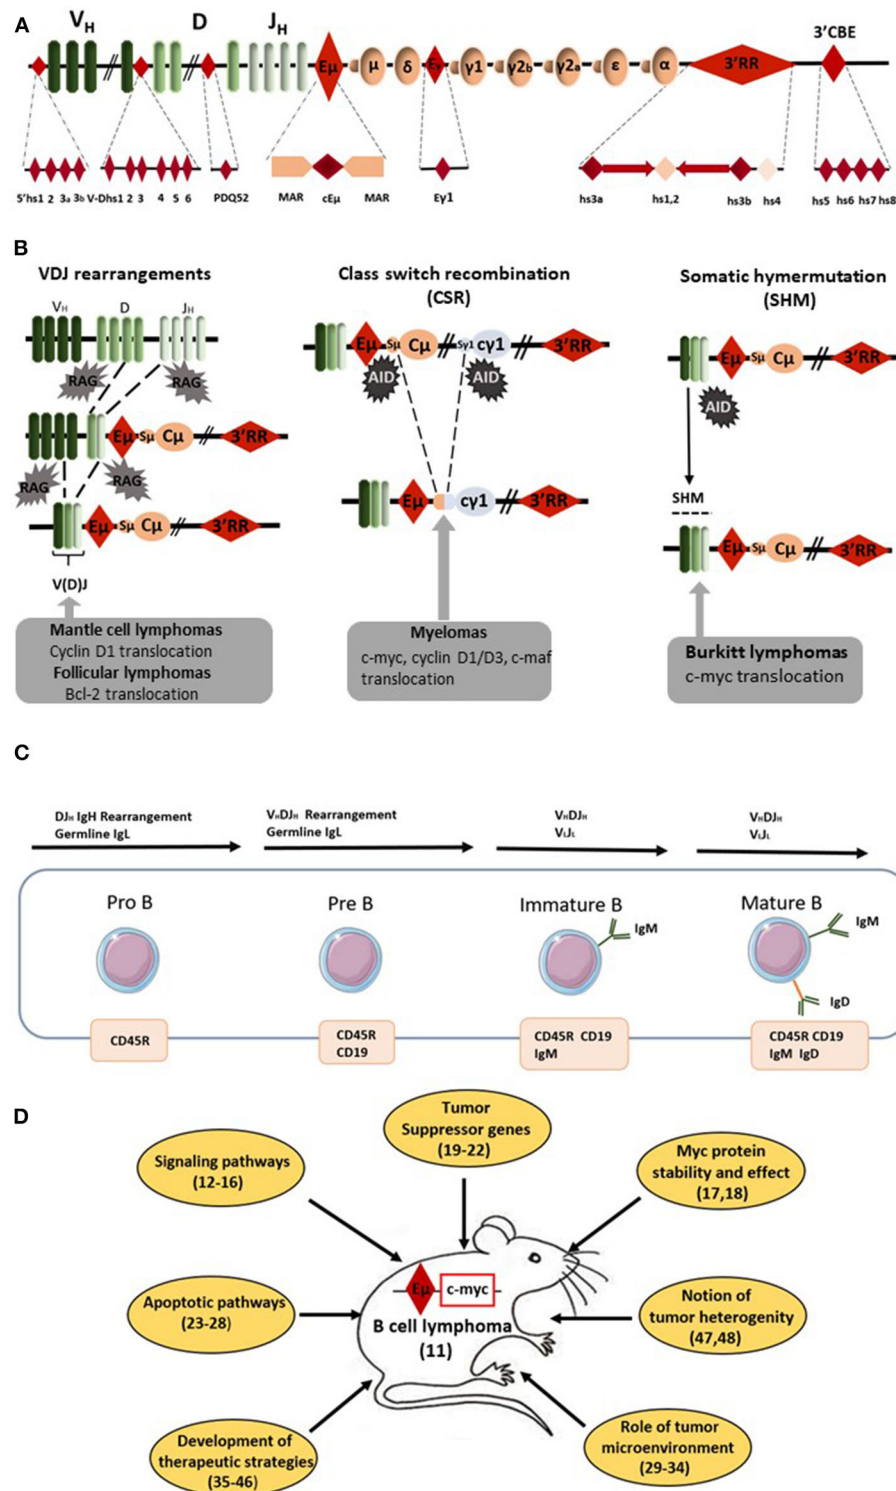 A
V H D J H 3'CBE
Eμ μ δ Eγ γ1 γ2b γ2a ε α 3'RR
MAR cEμ MAR Eγ1 hs3a hs1,2 hs3b hs4 hs5 hs6 hs7 hs8
5'hs1 2 3a 3b V-Dhs1 2 3 4 5 6 PDQ52
B
VDJ rearrangements
VH D JH
RAG RAG
Eμ Sμ Cμ 3'RR
RAG RAG
Eμ Sμ Cμ 3'RR
V(D)J
Mantle cell lymphomas
Cyclin D1 translocation
Follicular lymphomas
Bcl-2 translocation
Class switch recombination
(CSR)
Eμ Sμ Cμ Sγ1 cγ1 3'RR
AID AID
Eμ cγ1 3'RR
Myelomas
c-myc, cyclin D1/D3, c-maf
translocation
Somatic hymermutation
(SHM)
Eμ Sμ Cμ 3'RR
AID
SHM
Eμ Sμ Cμ 3'RR
Burkitt lymphomas
c-myc translocation
C
DJH IgH Rearrangement
Germline IgL
VHDJH Rearrangement
Germline IgL
VHDJH
VLJL
VHDJH
VLJL
Pro B
CD45R
Pre B
CD45R
CD19
Immature B
IgM
CD45R CD19
IgM
Mature B
IgM
IgD
CD45R CD19
IgM IgD
D
Tumor
Suppressor genes
(19-22)
Signaling pathways
(12-16)
Myc protein
stability and effect
(17,18)
Apoptotic pathways
(23-28)
Eμ c-myc
B cell lymphoma
(11)
Notion of
tumor heterogenity
(47,48)
Development of
therapeutic strategies
(35-46)
Role of tumor
microenvironment
(29-34)